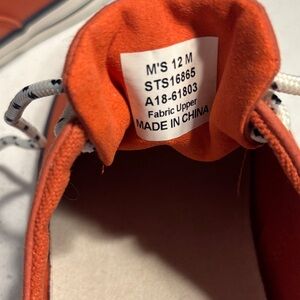 M'S 12 M
STS16865
A18-61803
Fabric Upper
MADE IN CHINA